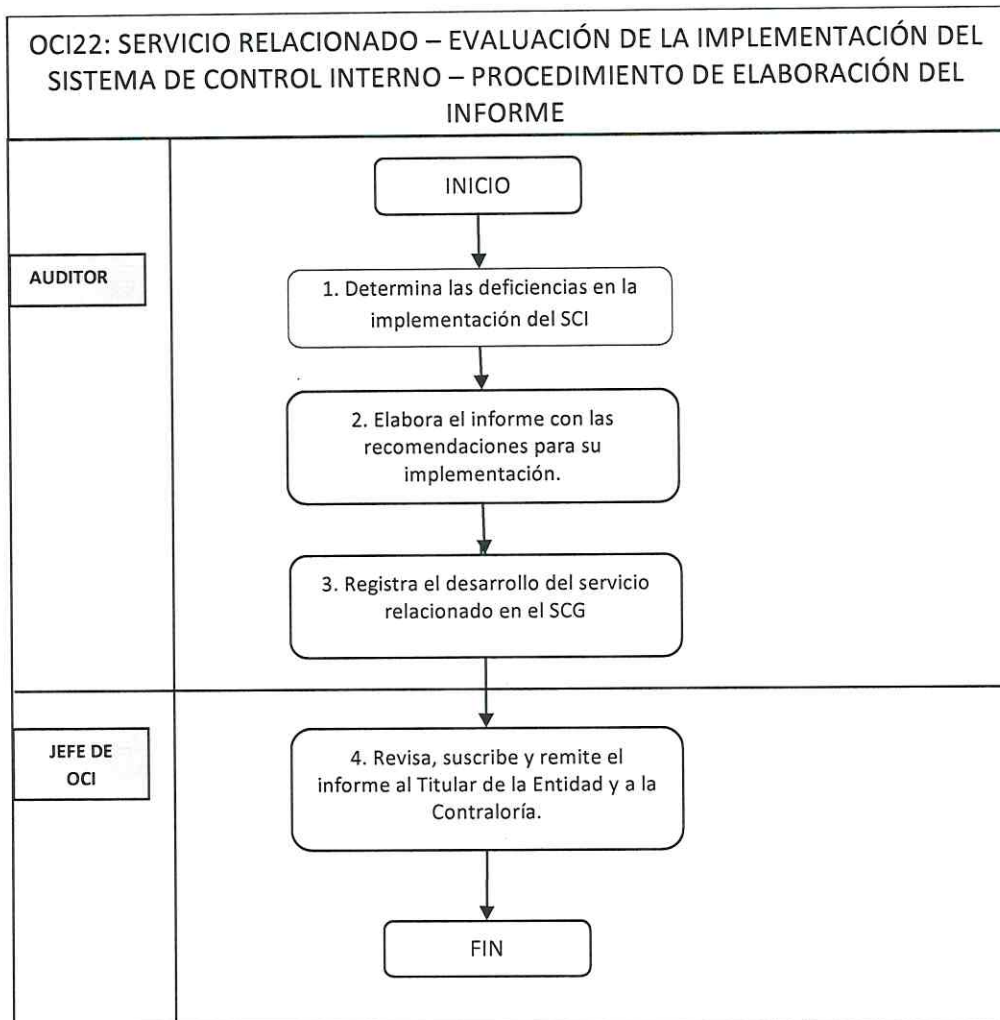 OCI22: SERVICIO RELACIONADO – EVALUACIÓN DE LA IMPLEMENTACIÓN DEL
SISTEMA DE CONTROL INTERNO – PROCEDIMIENTO DE ELABORACIÓN DEL
INFORME
INICIO
AUDITOR
1. Determina las deficiencias en la
implementación del SCI
2. Elabora el informe con las
recomendaciones para su
implementación.
3. Registra el desarrollo del servicio
relacionado en el SCG
JEFE DE
OCI
4. Revisa, suscribe y remite el
informe al Titular de la Entidad y a la
Contraloría.
FIN